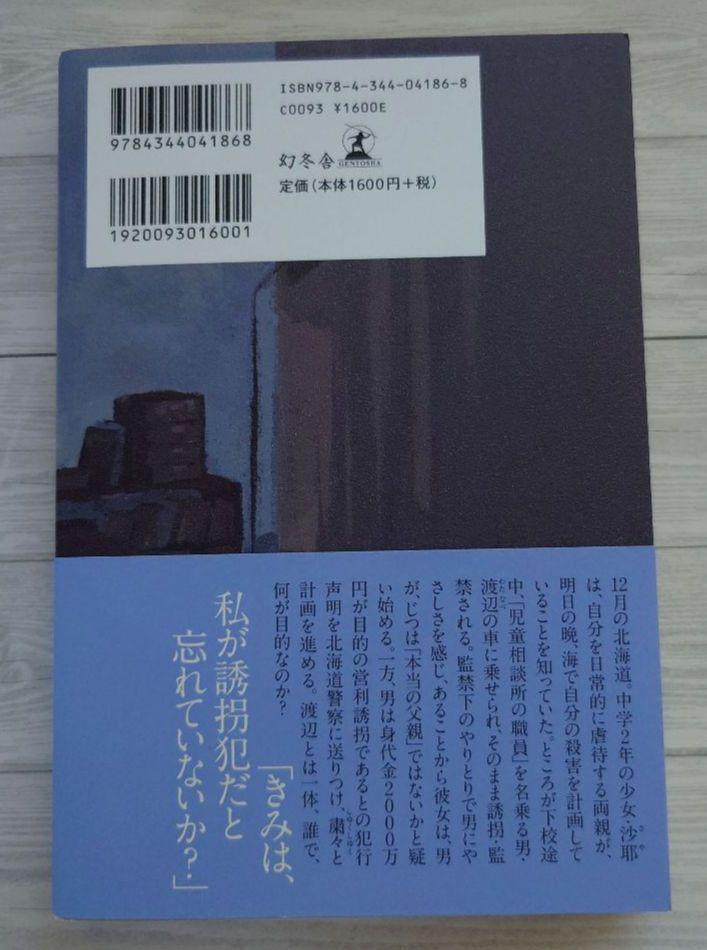 9784344041868
1920093016001
ISBN978-4-344-04186-8
C0093 ¥1600E
幻冬舎
GENTOSHA
定価(本体1600円+税)
12月の北海道。中学2年の少女・沙耶
さや
は、自分を日常的に虐待する両親が、
明日の晩、海で自分の殺害を計画して
いることを知っていた。ところが下校途
中、「児童相談所の職員」を名乗る男・
渡辺の車に乗せられ、そのまま誘拐・監
わたなべ
禁される。監禁下のやりとりで男にや
さしさを感じ、あることから彼女は、男
が、じつは「本当の父親」ではないかと疑
い始める。一方、男は身代金2000万
円が目的の営利誘拐であるとの犯行
声明を北海道警察に送りつけ、粛々と
しゅくしゅく
計画を進める。渡辺とは一体、誰で、
何が目的なのか?
「きみは、
私が誘拐犯だと
忘れていないか?」